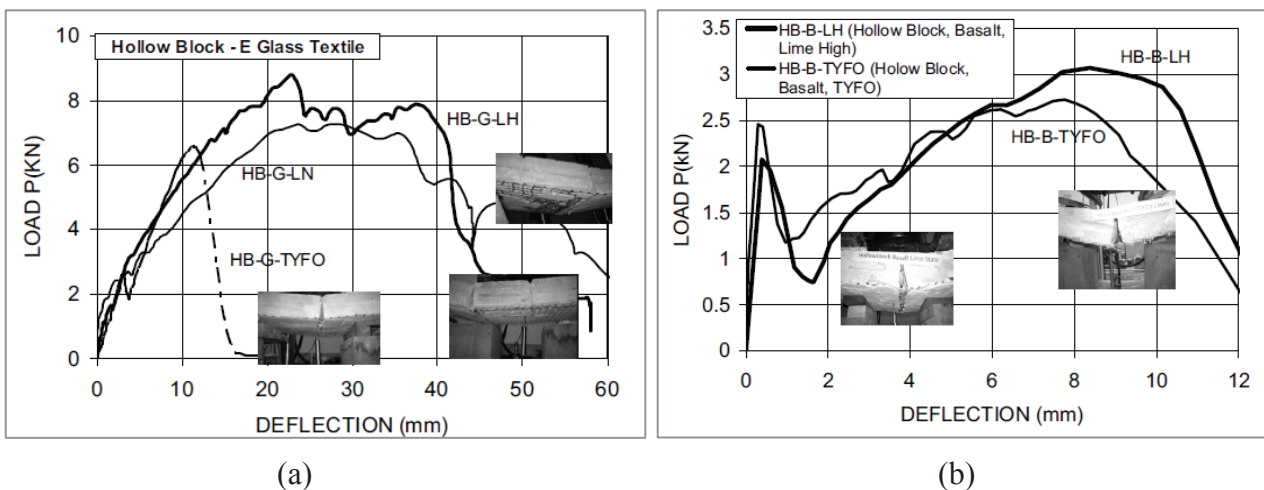 Hollow Block - E Glass Textile
LOAD P(KN)
10
8
6
4
2
0
HB-G-LH
HB-G-LN
HB-G-TYFO
0 10 20 30 40 50 60
DEFLECTION (mm)
(a)
HB-B-LH (Hollow Block, Basalt,
Lime High)
HB-B-TYFO (Holow Block,
Basalt, TYFO)
LOAD P(kN)
3.5
3
2.5
2
1.5
1
0.5
0
HB-B-LH
HB-B-TYFO
Hollowblock Basalt Lime
0 2 4 6 8 10 12
DEFLECTION (mm)
(b)